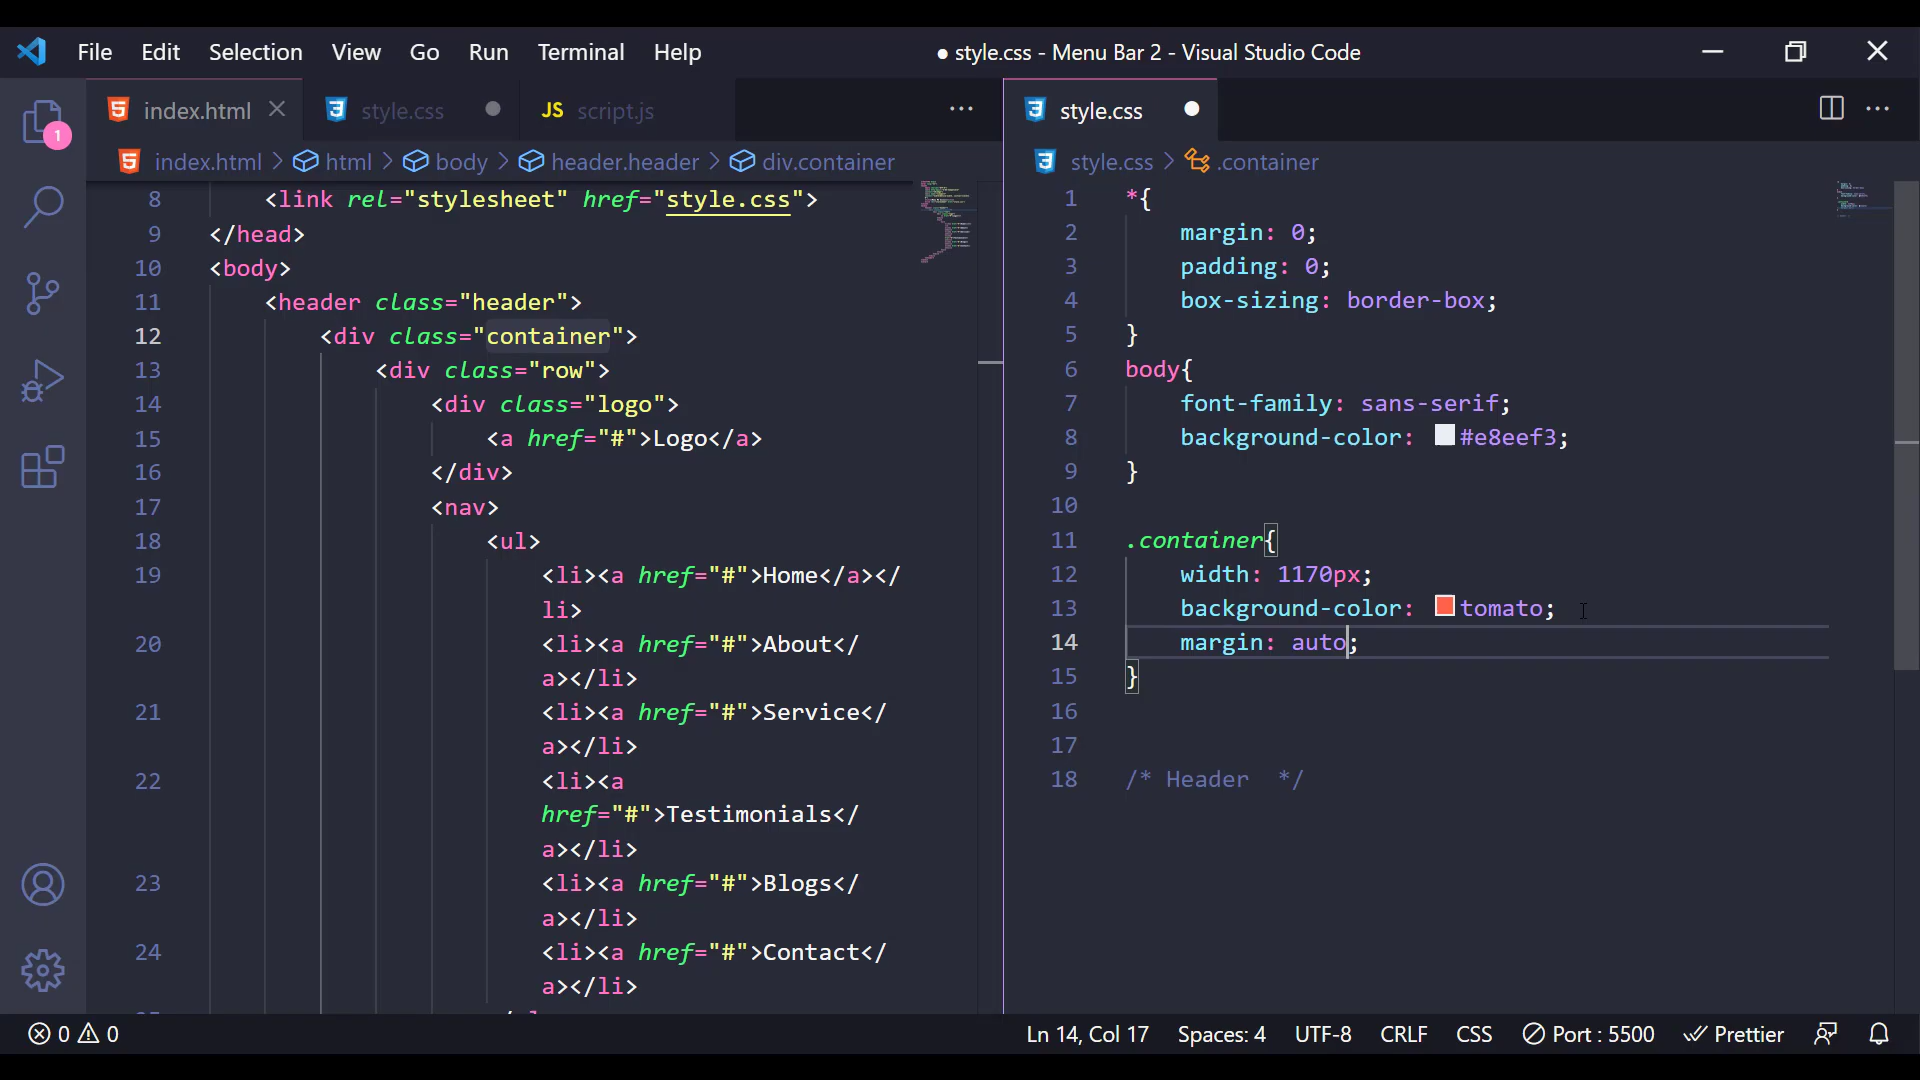 File Edit Selection View Go Run Terminal Help
● style.css - Menu Bar 2 - Visual Studio Code
1
index.html
style.css
JS script.js
index.html > html > body > header.header > div.container
8 <link rel="stylesheet" href="style.css">
9 </head>
10 <body>
11 <header class="header">
12 <div class="container">
13 <div class="row">
14 <div class="logo">
15 <a href="#">Logo</a>
16 </div>
17 <nav>
18 <ul>
19 <li><a href="#">Home</a></
li>
20 <li><a href="#">About</
a></li>
21 <li><a href="#">Service</
a></li>
22 <li><a
href="#">Testimonials</
a></li>
23 <li><a href="#">Blogs</
a></li>
24 <li><a href="#">Contact</
a></li>
style.css
style.css > .container
1 *{
2 margin: 0;
3 padding: 0;
4 box-sizing: border-box;
5 }
6 body{
7 font-family: sans-serif;
8 background-color: #e8eef3;
9 }
10
11 .container{
12 width: 1170px;
13 background-color: tomato;
14 margin: auto;
15 }
16
17
18 /* Header  */
0 0
Ln 14, Col 17 Spaces: 4 UTF-8 CRLF CSS Port : 5500 Prettier